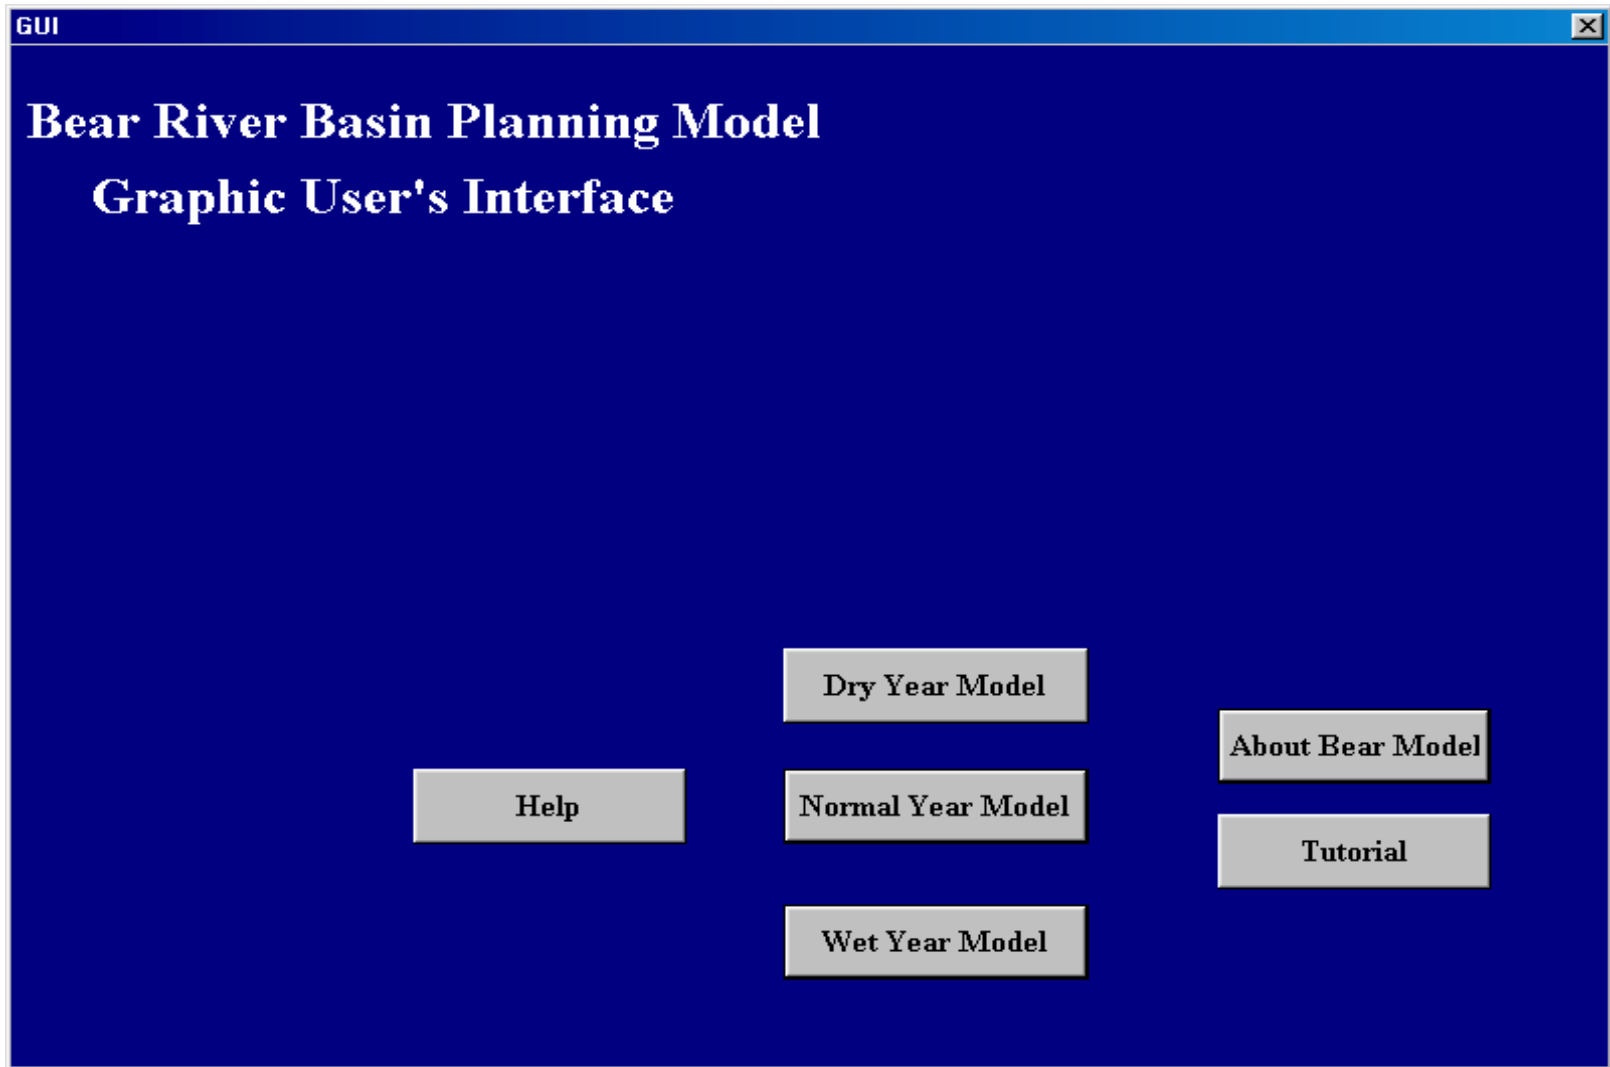 GUI
Bear River Basin Planning Model
Graphic User's Interface
Dry Year Model
About Bear Model
Help
Normal Year Model
Tutorial
Wet Year Model